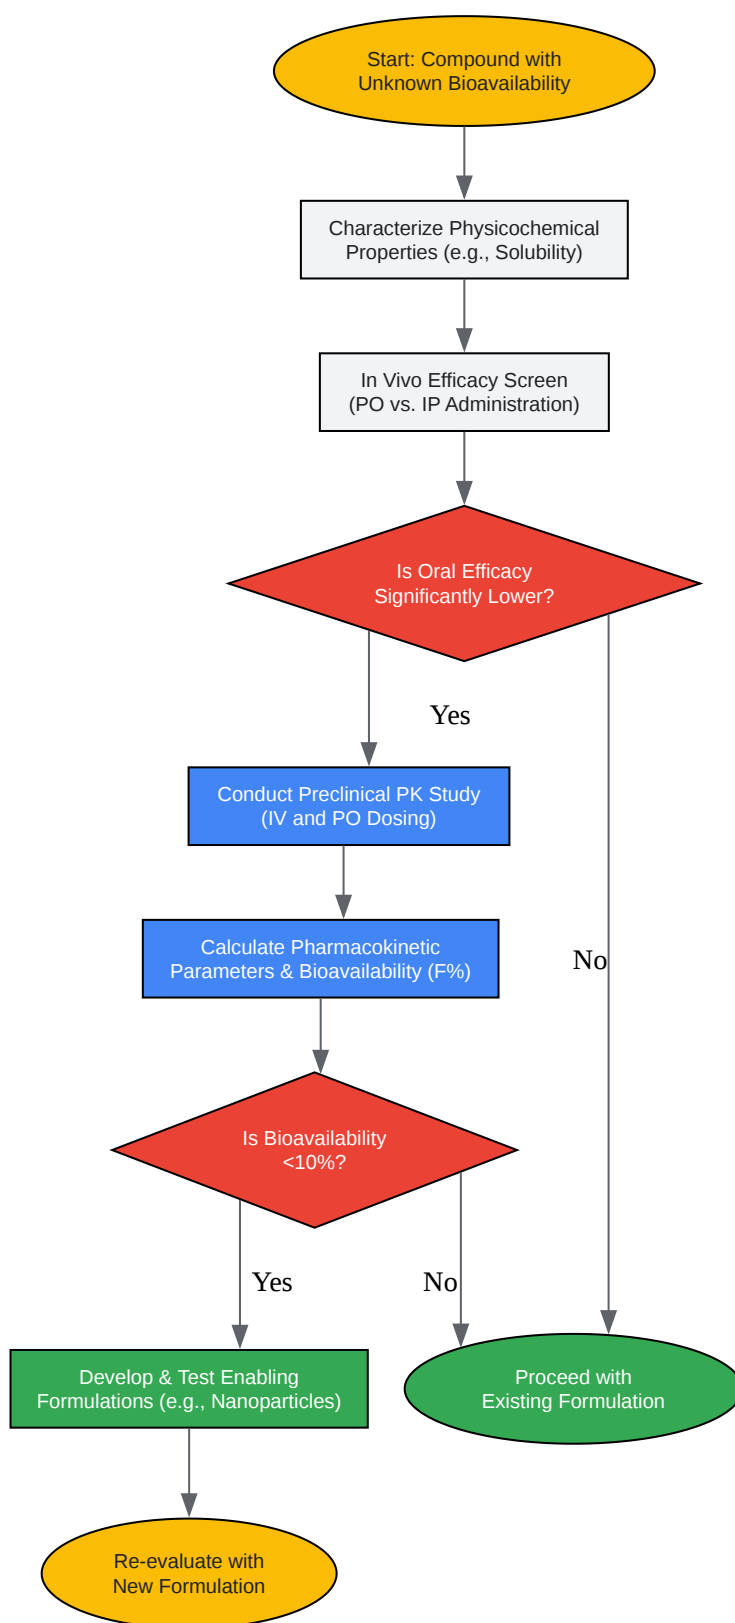 Start: Compound with
Unknown Bioavailability
Characterize Physicochemical
Properties (e.g., Solubility)
In Vivo Efficacy Screen
(PO vs. IP Administration)
Is Oral Efficacy
Significantly Lower?
Yes
Conduct Preclinical PK Study
(IV and PO Dosing)
Calculate Pharmacokinetic
Parameters & Bioavailability (F%)
No
Is Bioavailability
<10%?
Yes
No
Develop & Test Enabling
Formulations (e.g., Nanoparticles)
Proceed with
Existing Formulation
Re-evaluate with
New Formulation